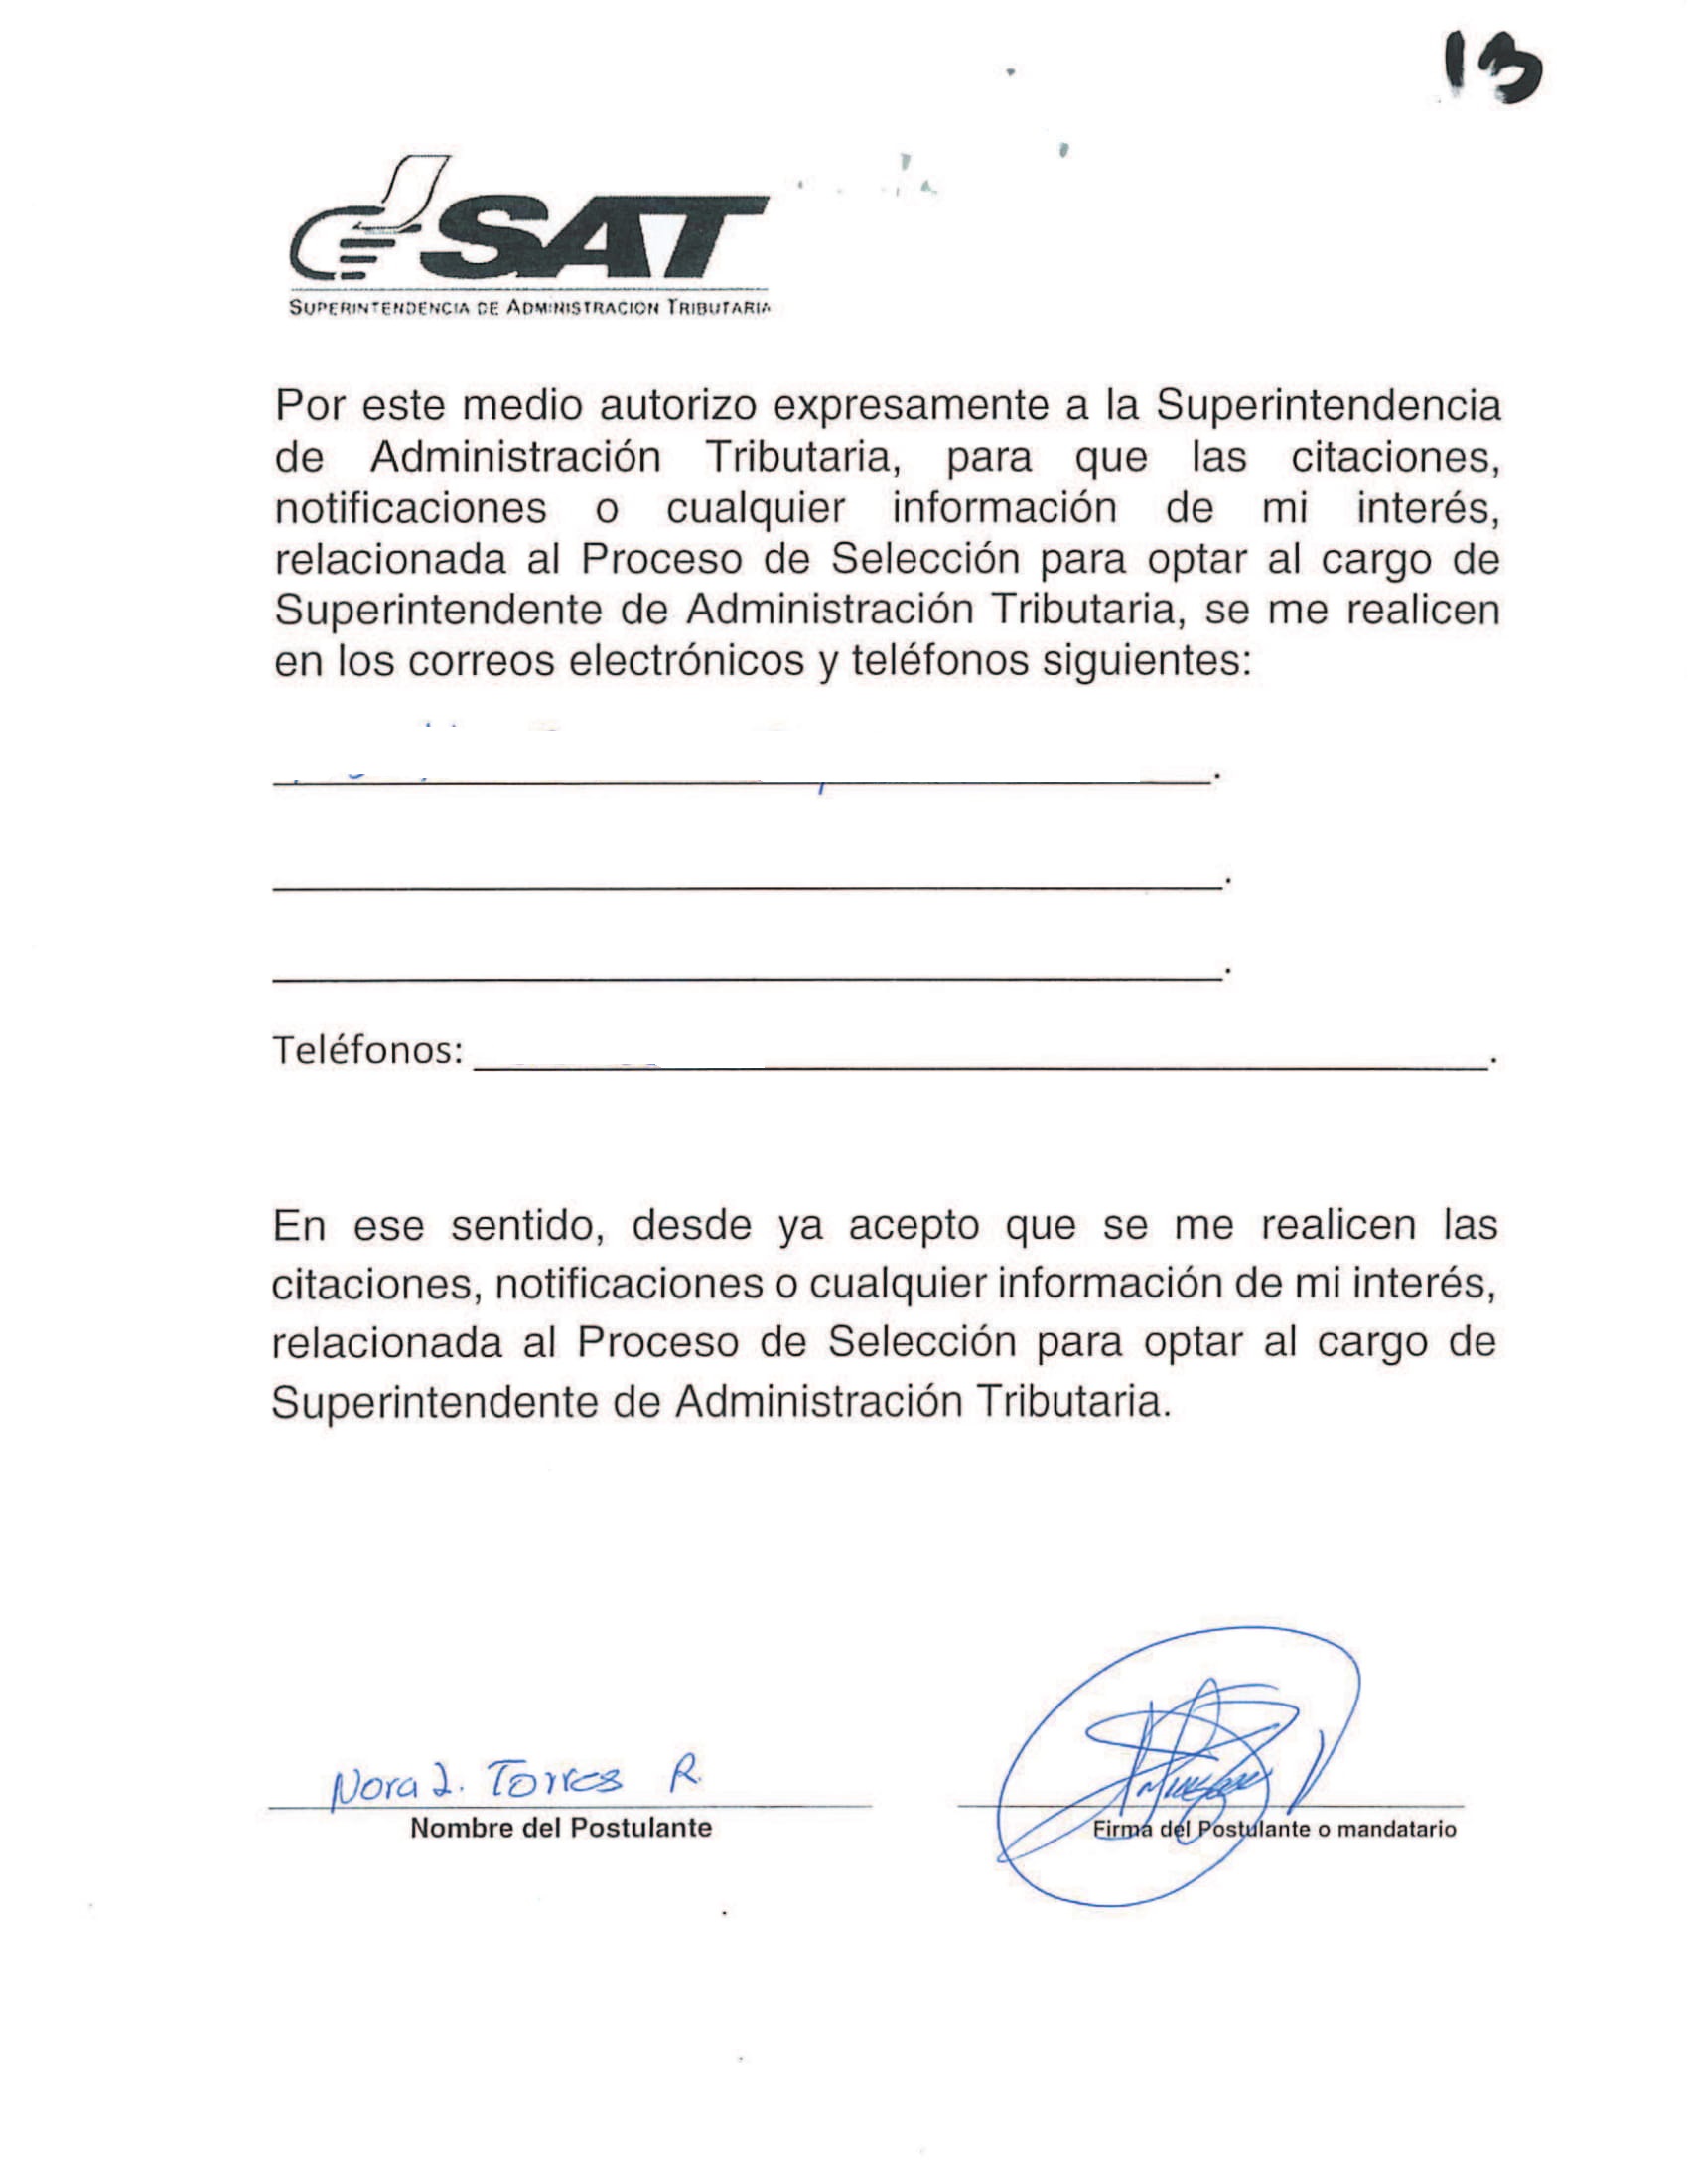 13
SAT
SUPERINTENDENCIA DE ADMINISTRACION TRIBUTARIA
Por este medio autorizo expresamente a la Superintendencia
de Administración Tributaria, para que las citaciones,
notificaciones o cualquier información de mi interés,
relacionada al Proceso de Selección para optar al cargo de
Superintendente de Administración Tributaria, se me realicen
en los correos electrónicos y teléfonos siguientes:
Teléfonos:
En ese sentido, desde ya acepto que se me realicen las
citaciones, notificaciones o cualquier información de mi interés,
relacionada al Proceso de Selección para optar al cargo de
Superintendente de Administración Tributaria.
Nora L. Torres R.
Nombre del Postulante
Firma del Postulante o mandatario